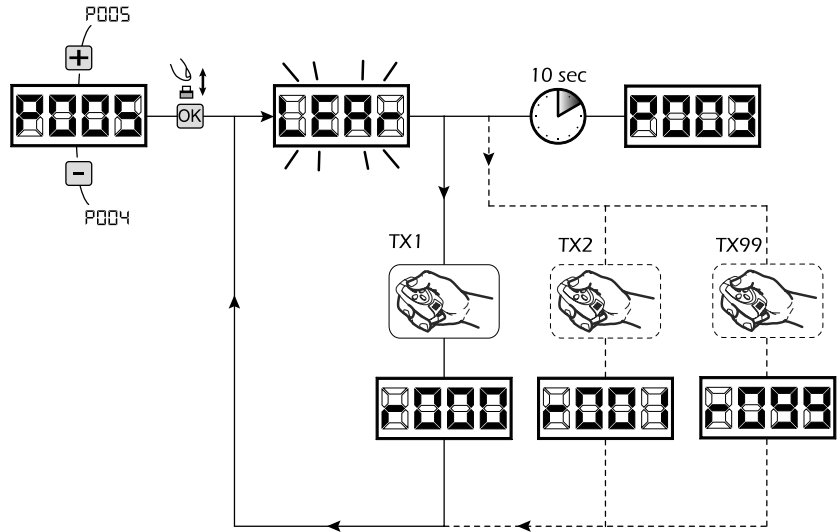 P005
+
P005
OK
LEAr
10 sec
P003
-
P004
TX1
TX2
TX99
r000
r001
r099